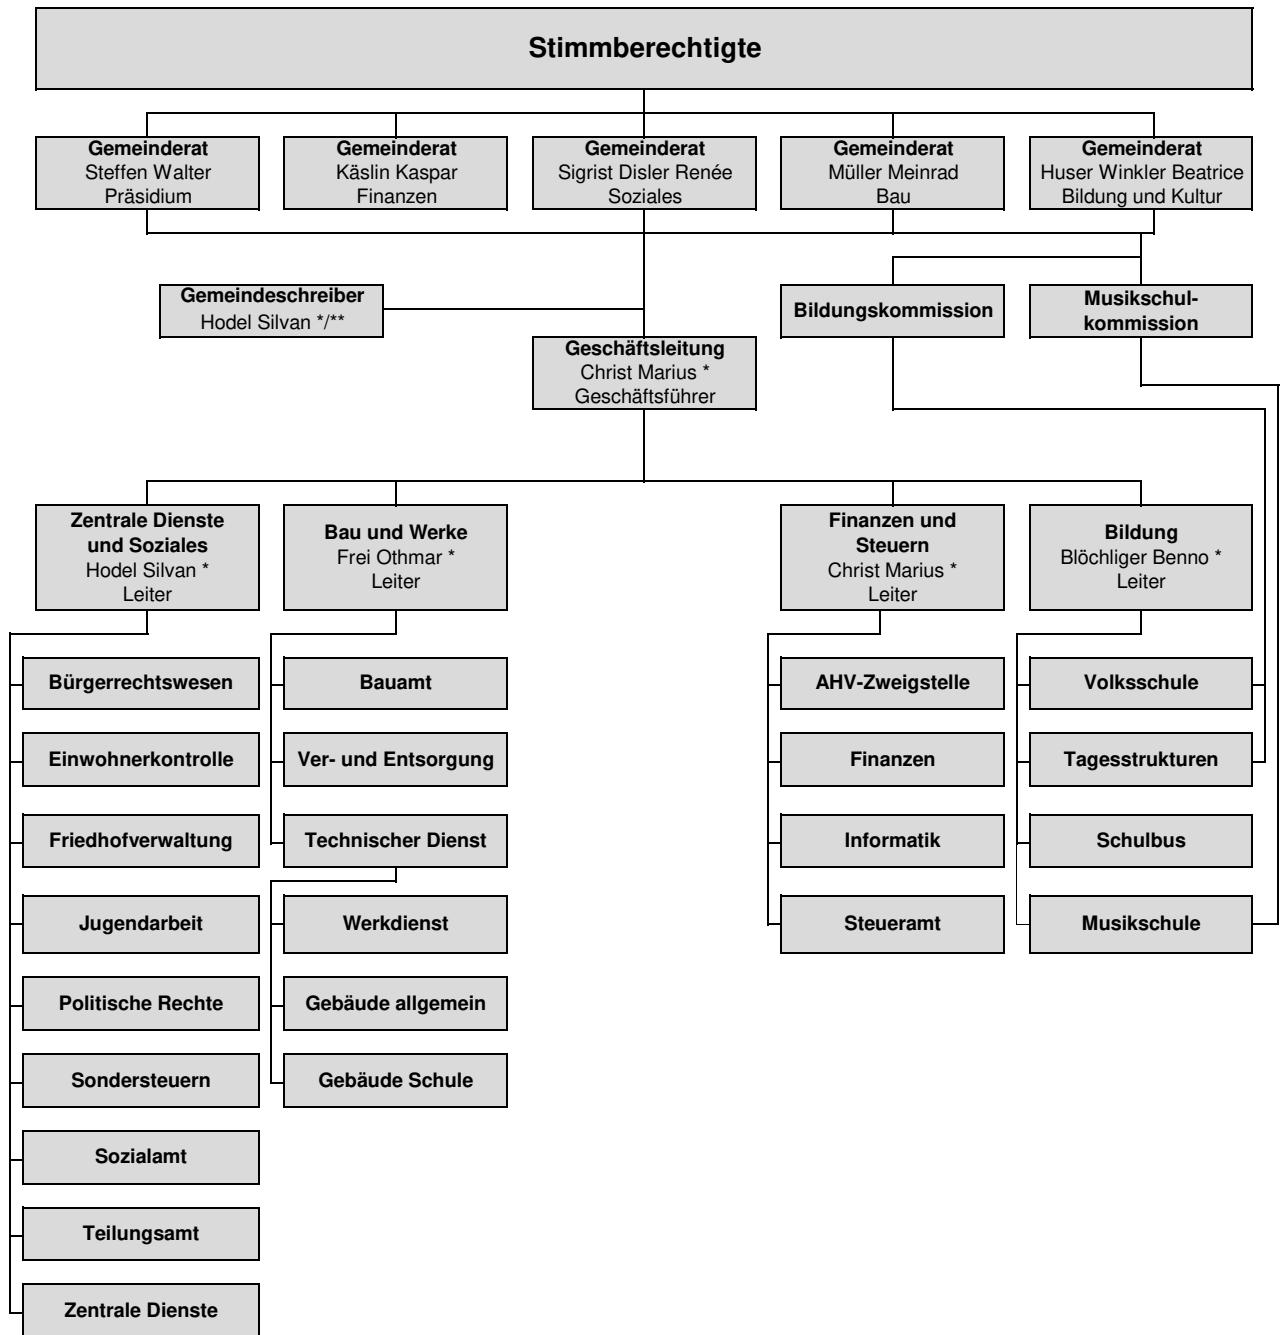 Stimmberechtigte
Gemeinderat
Steffen Walter
Präsidium
Gemeinderat
Käslin Kaspar
Finanzen
Gemeinderat
Sigrist Disler Renée
Soziales
Gemeinderat
Müller Meinrad
Bau
Gemeinderat
Huser Winkler Beatrice
Bildung und Kultur
Gemeindeschreiber
Hodel Silvan */**
Bildungskommission
Musikschul-
kommission
Geschäftsleitung
Christ Marius *
Geschäftsführer
Zentrale Dienste
und Soziales
Hodel Silvan *
Leiter
Bau und Werke
Frei Othmar *
Leiter
Finanzen und
Steuern
Christ Marius *
Leiter
Bildung
Blöchliger Benno *
Leiter
Bürgerrechtswesen
Einwohnerkontrolle
Friedhofverwaltung
Jugendarbeit
Politische Rechte
Sondersteuern
Sozialamt
Teilungsamt
Zentrale Dienste
Bauamt
Ver- und Entsorgung
Technischer Dienst
Werkdienst
Gebäude allgemein
Gebäude Schule
AHV-Zweigstelle
Finanzen
Informatik
Steueramt
Volksschule
Tagesstrukturen
Schulbus
Musikschule